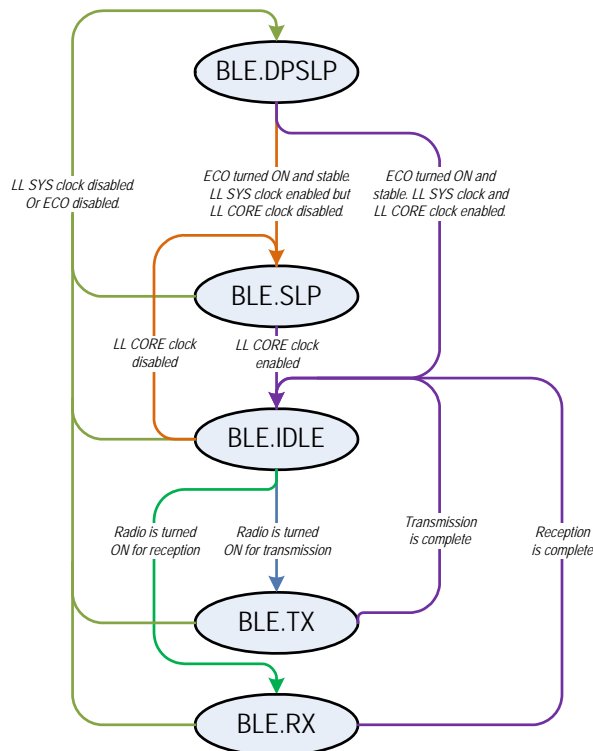 BLE.DPSLP
LL SYS clock disabled.
Or ECO disabled.
ECO turned ON and stable.
LL SYS clock enabled but
LL CORE clock disabled.
ECO turned ON and
stable. LL SYS clock and
LL CORE clock enabled.
BLE.SLP
LL CORE clock
disabled
LL CORE clock
enabled
BLE.IDLE
Radio is turned
ON for reception
Radio is turned
ON for transmission
Transmission
is complete
Reception
is complete
BLE.TX
BLE.RX